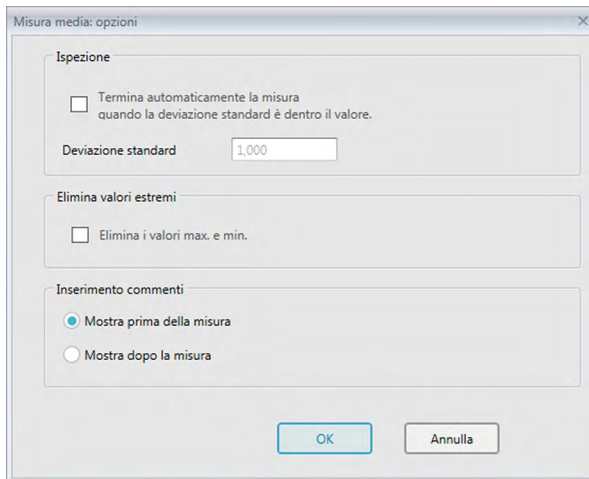 Misura media: opzioni
Ispezione
Termina automaticamente la misura
quando la deviazione standard è dentro il valore.
Deviazione standard 1,000
Elimina valori estremi
Elimina i valori max. e min.
Inserimento commenti
Mostra prima della misura
Mostra dopo la misura
OK Annulla